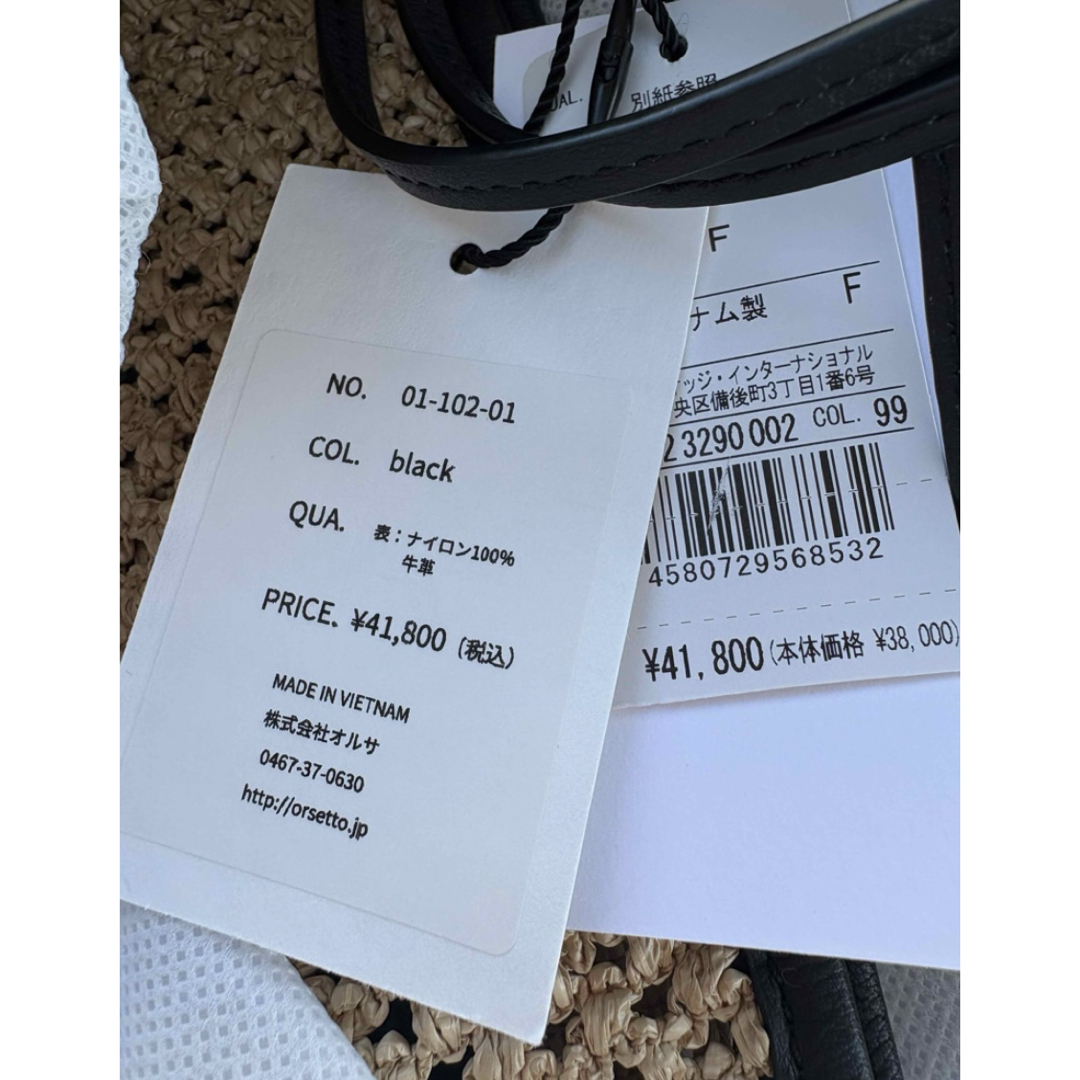 NO. 01-102-01
COL. black
QUA. 表：ナイロン100%
牛革
PRICE. ¥41,800 (税込)
MADE IN VIETNAM
株式会社オルサ
0467-37-0630
http://orsetto.jp
別紙参照
F
ナム製 F
ッジ・インターナショナル
央区備後町3丁目1番6号
2 3290 002 COL. 99
4580729568532
¥41,800 (本体価格 ¥38,000)